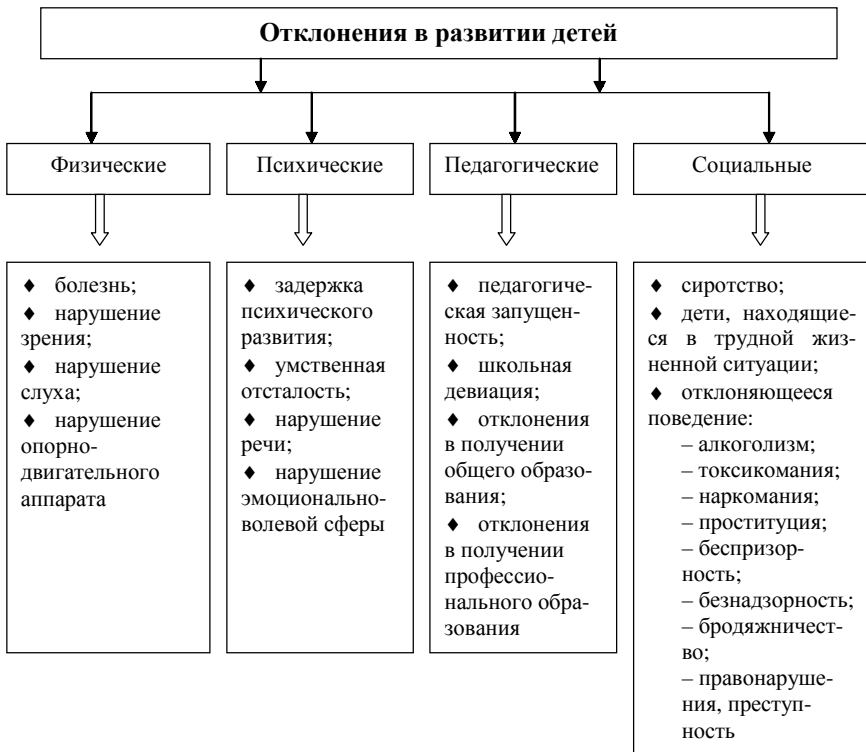 Отклонения в развитии детей
Физические
Психические
Педагогические
Социальные
♦ болезнь;
♦ нарушение
зрения;
♦ нарушение
слуха;
♦ нарушение
опорно-
двигательного
аппарата
♦ задержка
психического
развития;
♦ умственная
отсталость;
♦ нарушение
речи;
♦ нарушение
эмоционально-
волевой сферы
♦ педагогиче-
ская запущен-
ность;
♦ школьная
девиация;
♦ отклонения
в получении
общего образо-
вания;
♦ отклонения
в получении
профессио-
нального обра-
зования
♦ сиротство;
♦ дети, находящие-
ся в трудной жиз-
ненной ситуации;
♦ отклоняющееся
поведение:
– алкоголизм;
– токсикомания;
– наркомания;
– проституция;
– беспризор-
ность;
– безнадзорность;
– бродяжничест-
во;
– правонаруше-
ния, преступ-
ность